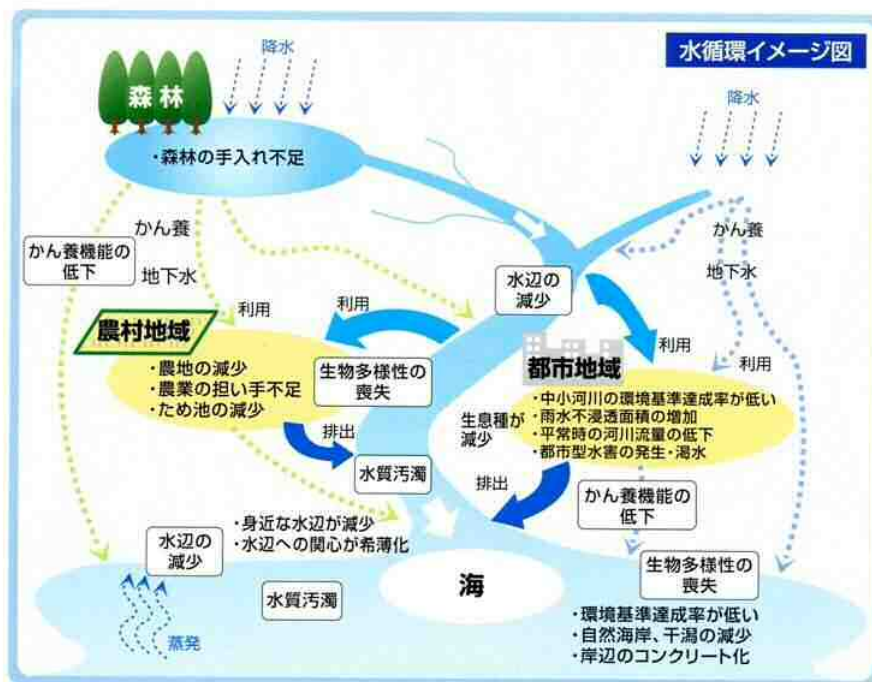 水循環イメージ図
降水
降水
森林
・森林の手入れ不足
かん養
かん養機能の
低下
地下水
かん養
地下水
水辺の
減少
利用
利用
利用
農村地域
・農地の減少
・農業の担い手不足
・ため池の減少
生物多様性の
喪失
都市地域
・中小河川の環境基準達成率が低い
・雨水不浸透面積の増加
・平常時の河川流量の低下
・都市型水害の発生・渇水
生息種が
減少
排出
水質汚濁
排出
かん養機能の
低下
・身近な水辺が減少
・水辺への関心が希薄化
水辺の
減少
水質汚濁
海
生物多様性の
喪失
・環境基準達成率が低い
・自然海岸、干潟の減少
・岸辺のコンクリート化
蒸発